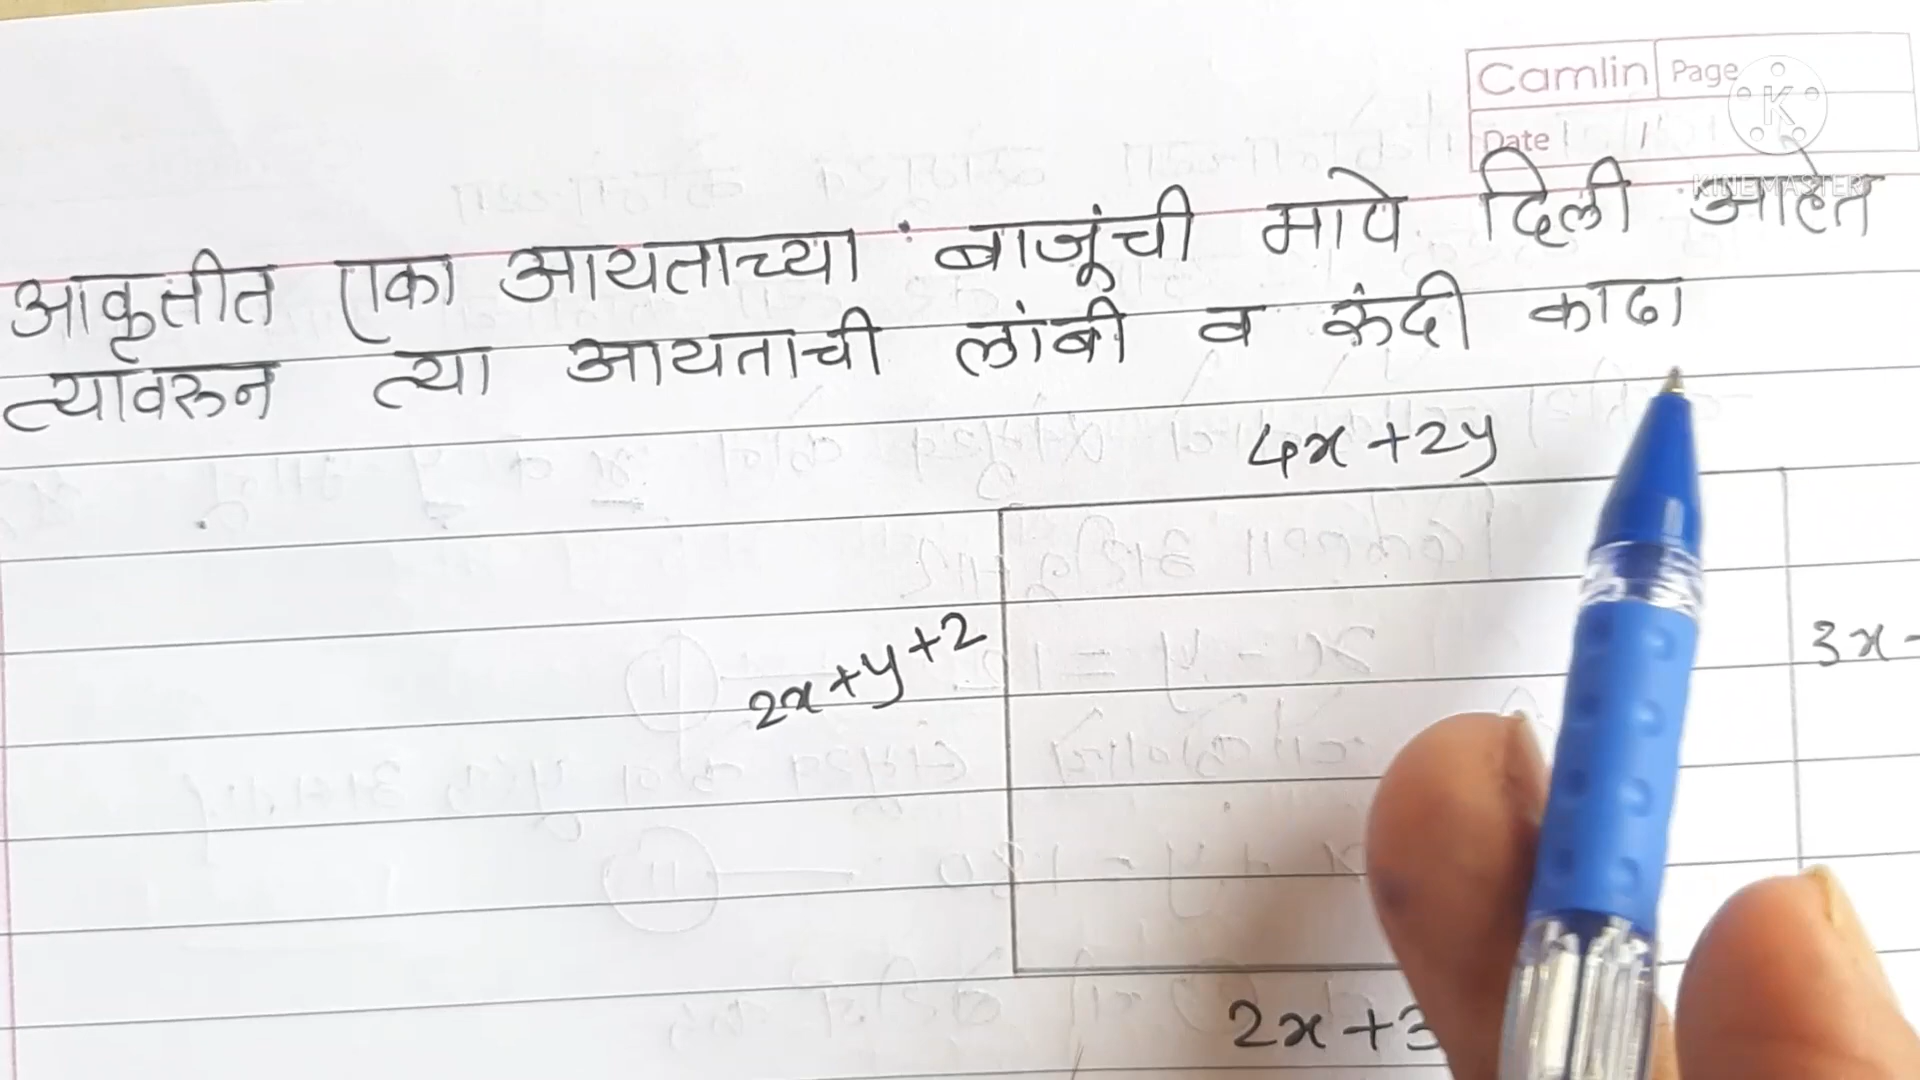 Camlin Page
Date
KINEMASTER
आकृतीत एका आयताच्या बाजूंची मापे दिली आहेत
त्यावरून त्या आयताची लांबी व रुंदी काढा
4x+2y
2x+y+2
3x-
2x+3